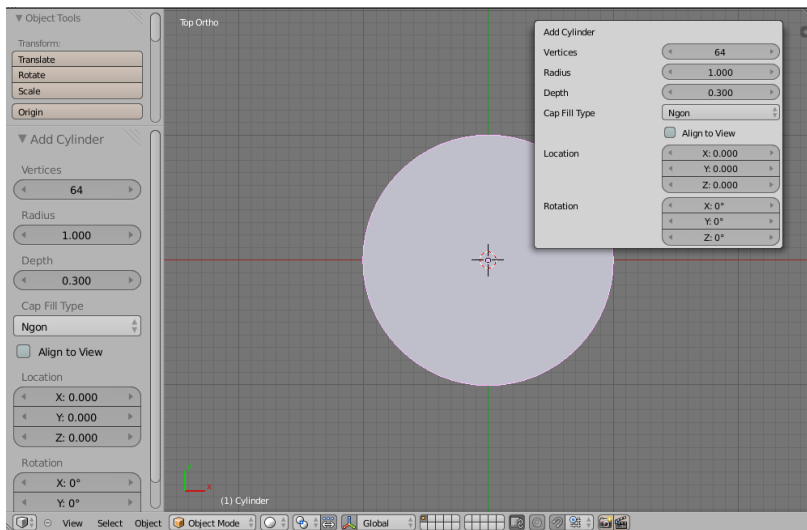 Object Tools
Transform:
Translate
Rotate
Scale
Origin
Add Cylinder
Vertices
64
Radius
1.000
Depth
0.300
Cap Fill Type
Ngon
Align to View
Location
X: 0.000
Y: 0.000
Z: 0.000
Rotation
X: 0°
Y: 0°
Top Ortho
Add Cylinder
Vertices 64
Radius 1.000
Depth 0.300
Cap Fill Type Ngon
Align to View
Location X: 0.000
Y: 0.000
Z: 0.000
Rotation X: 0°
Y: 0°
Z: 0°
x
(1) Cylinder
View Select Object Object Mode Global